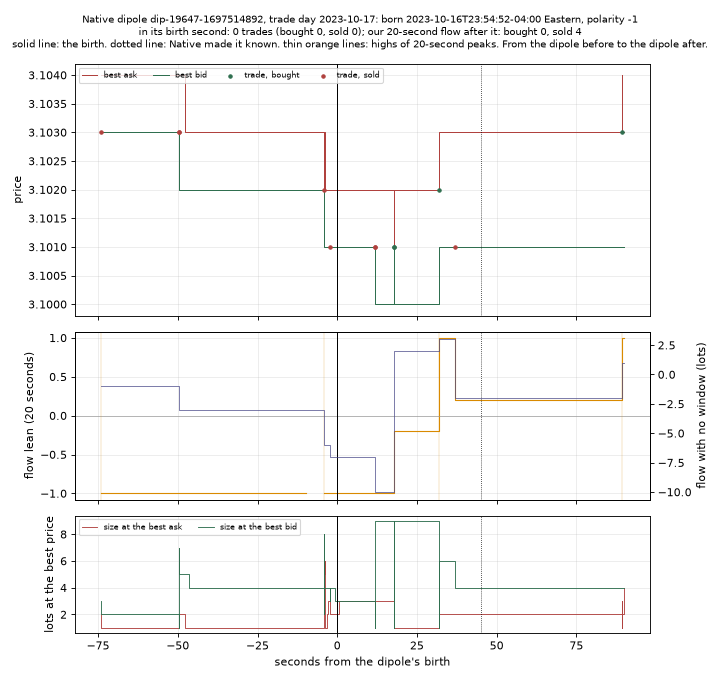 Native dipole dip-19647-1697514892, trade day 2023-10-17: born 2023-10-16T23:54:52-04:00 Eastern, polarity -1
in its birth second: 0 trades (bought 0, sold 0); our 20-second flow after it: bought 0, sold 4
solid line: the birth. dotted line: Native made it known. thin orange lines: highs of 20-second peaks. From the dipole before to the dipole after.
best ask best bid trade, bought trade, sold
3.1040
3.1035
3.1030
3.1025
3.1020
3.1015
3.1010
3.1005
3.1000
price
1.0
0.5
0.0
−0.5
−1.0
flow lean (20 seconds)
2.5
0.0
−2.5
−5.0
−7.5
−10.0
flow with no window (lots)
size at the best ask size at the best bid
8
6
4
2
lots at the best price
−75 −50 −25 0 25 50 75
seconds from the dipole's birth